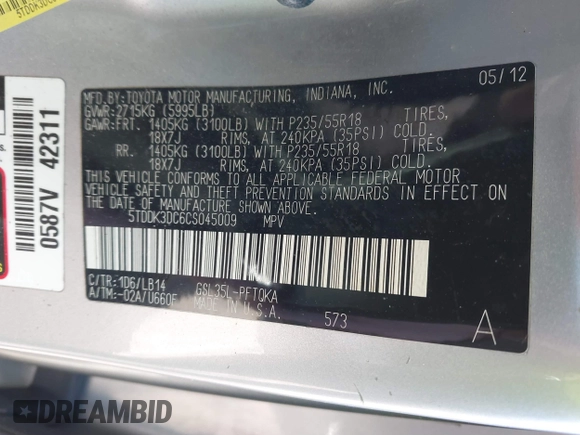 5TDDK3DC
MFD.BY:TOYOTA MOTOR MANUFACTURING, INDIANA, INC. 05/12
GVWR:2715KG (5995LB)
GAWR:FRT. 1405KG (3100LB) WITH P235/55R18 TIRES,
18X7J RIMS, AT 240KPA (35PSI) COLD.
RR. 1405KG (3100LB) WITH P235/55R18 TIRES,
18X7J RIMS, AT 240KPA (35PSI) COLD.
THIS VEHICLE CONFORMS TO ALL APPLICABLE FEDERAL MOTOR
VEHICLE SAFETY AND THEFT PREVENTION STANDARDS IN EFFECT ON
THE DATE OF MANUFACTURE SHOWN ABOVE.
5TDDK3DC6CS045009 MPV
C/TR:1D6/LB14 GSL35L-PFTQKA
A/TM:-02A/U660F MADE IN U.S.A.
573
A
0587V 42311
DREAMBID